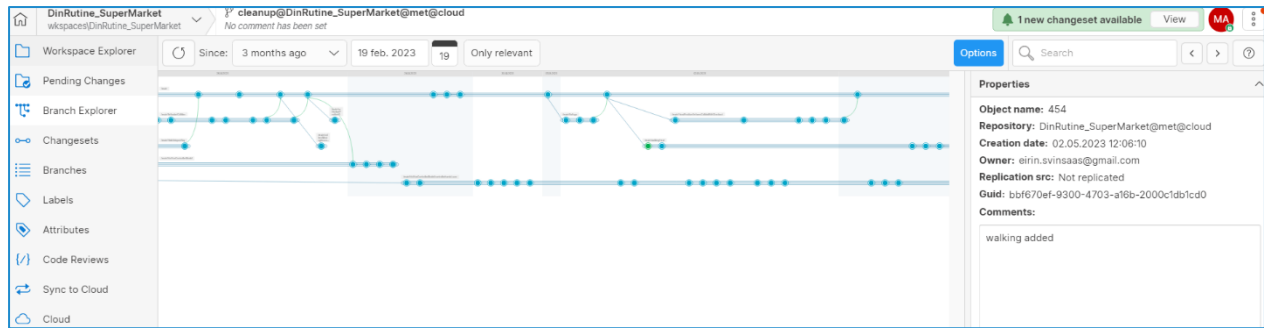 DinRutine_SuperMarket
wkspaces\DinRutine_SuperMarket
cleanup@DinRutine_SuperMarket@met@cloud
No comment has been set
1 new changeset available
View
MA
Workspace Explorer
Since:
3 months ago
19 feb. 2023
19
Only relevant
Options
Search
Pending Changes
Branch Explorer
Changesets
Branches
Labels
Attributes
Code Reviews
Sync to Cloud
Cloud
Properties
Object name: 454
Repository: DinRutine_SuperMarket@met@cloud
Creation date: 02.05.2023 12:06:10
Owner: eirin.svinsaas@gmail.com
Replication src: Not replicated
Guid: bbf670ef-9300-4703-a16b-2000c1db1cd0
Comments:
walking added